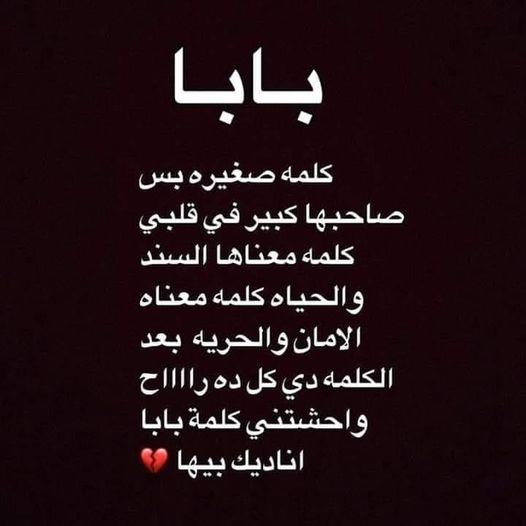 بابا
كلمه صغيره بس
صاحبها كبير في قلبي
كلمه معناها السند
والحياه كلمه معناه
الامان والحريه بعد
الكلمه دي كل ده رااااح
واحشتني كلمة بابا
اناديك بيها 💔